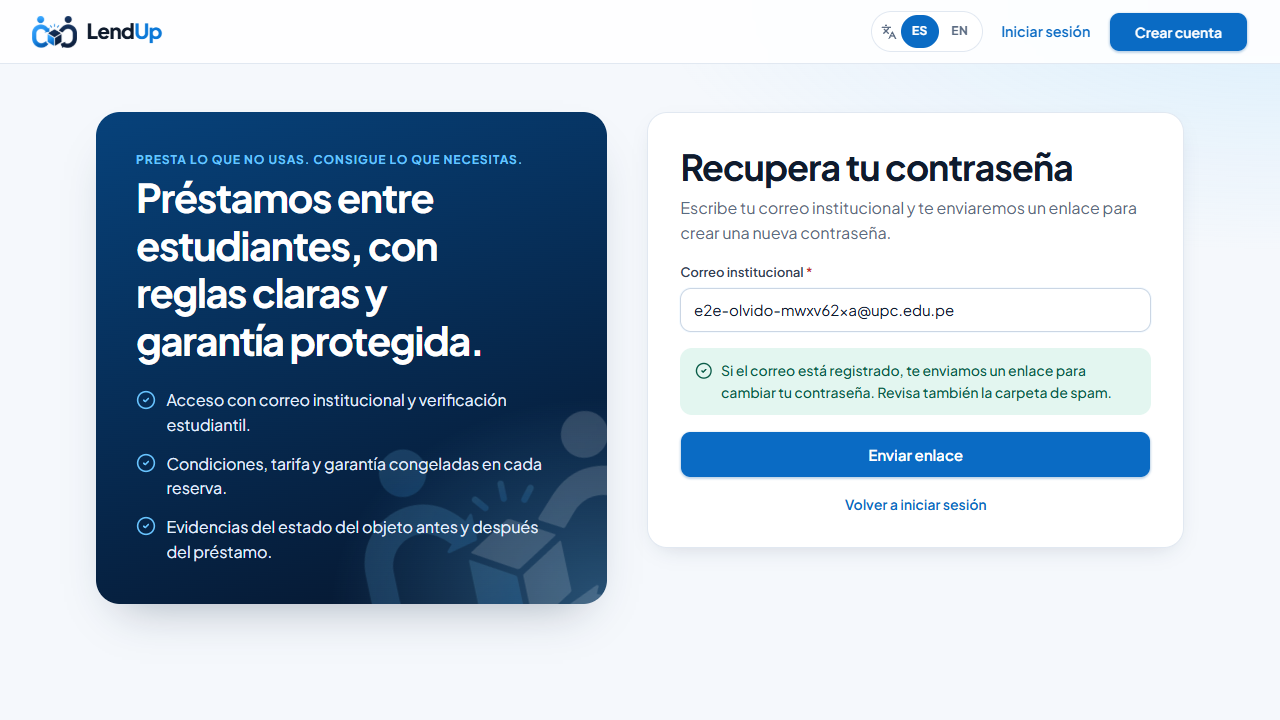 LendUp
ES
EN
Iniciar sesión
Crear cuenta
PRESTA LO QUE NO USAS. CONSIGUE LO QUE NECESITAS.
Préstamos entre
estudiantes, con
reglas claras y
garantía protegida.
Acceso con correo institucional y verificación
estudiantil.
Condiciones, tarifa y garantía congeladas en cada
reserva.
Evidencias del estado del objeto antes y después
del préstamo.
Recupera tu contraseña
Escribe tu correo institucional y te enviaremos un enlace para
crear una nueva contraseña.
Correo institucional *
e2e-olvido-mwxv62xa@upc.edu.pe
Si el correo está registrado, te enviamos un enlace para
cambiar tu contraseña. Revisa también la carpeta de spam.
Enviar enlace
Volver a iniciar sesión